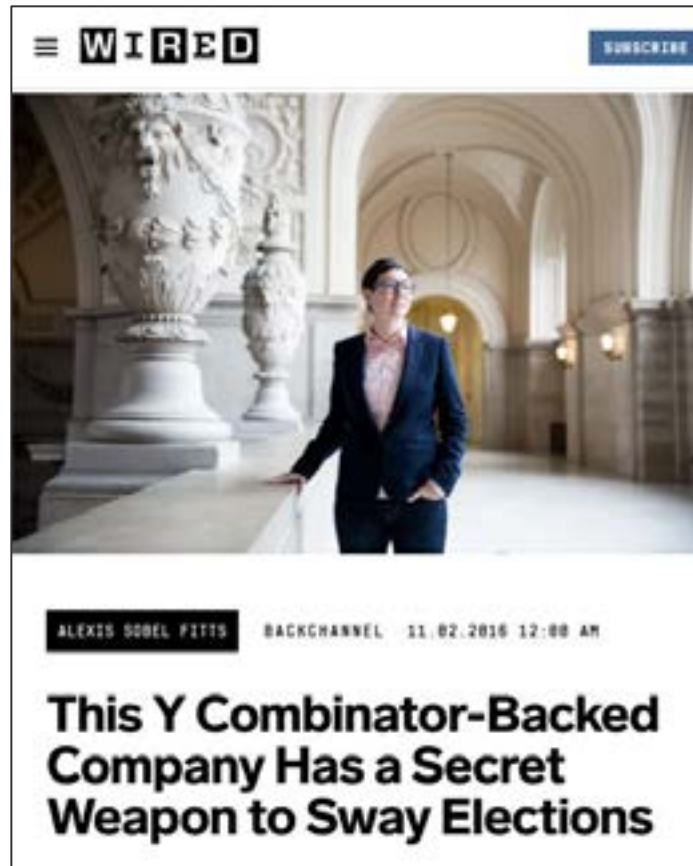 WIRED
SUBSCRIBE
ALEXIS SOBEL FITTS
BACKCHANNEL 11.02.2016 12:00 AM
This Y Combinator-Backed
Company Has a Secret
Weapon to Sway Elections